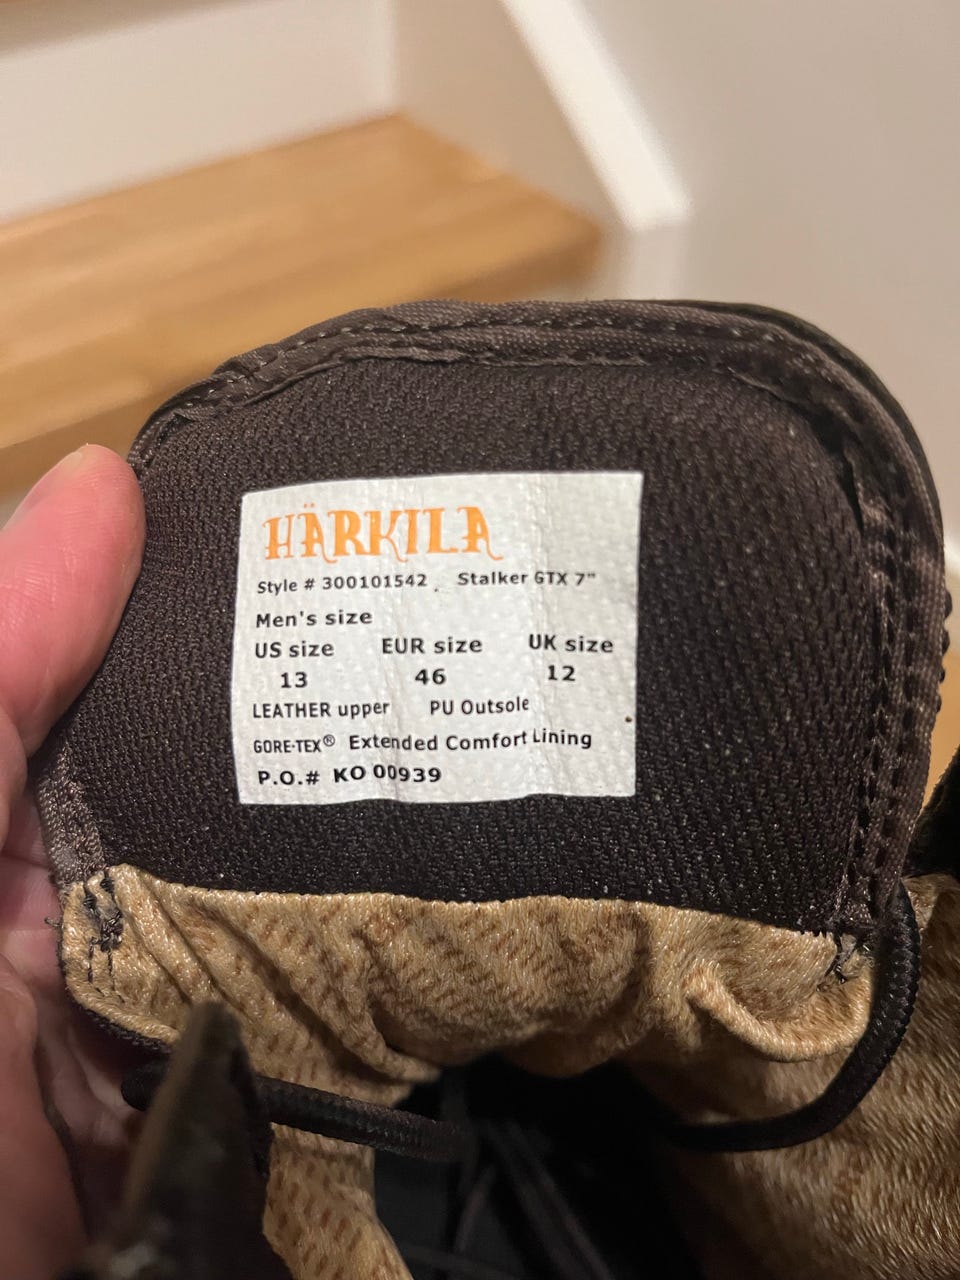 HÄRKILA
Style # 300101542 . Stalker GTX 7"
Men's size
US size EUR size UK size
13 46 12
LEATHER upper PU Outsole
GORE-TEX® Extended Comfort Lining
P.O.# KO 00939